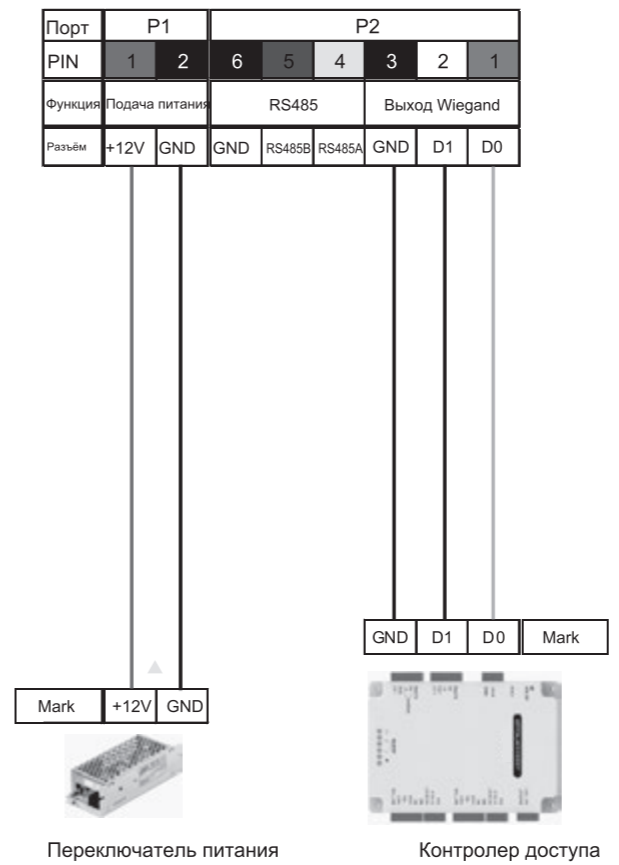 Порт P1 P2
PIN 1 2 6 5 4 3 2 1
Функция Подача питания RS485 Выход Wiegand
Разъём +12V GND GND RS485B RS485A GND D1 D0
GND D1 D0 Mark
Mark +12V GND
Переключатель питания Контролер доступа